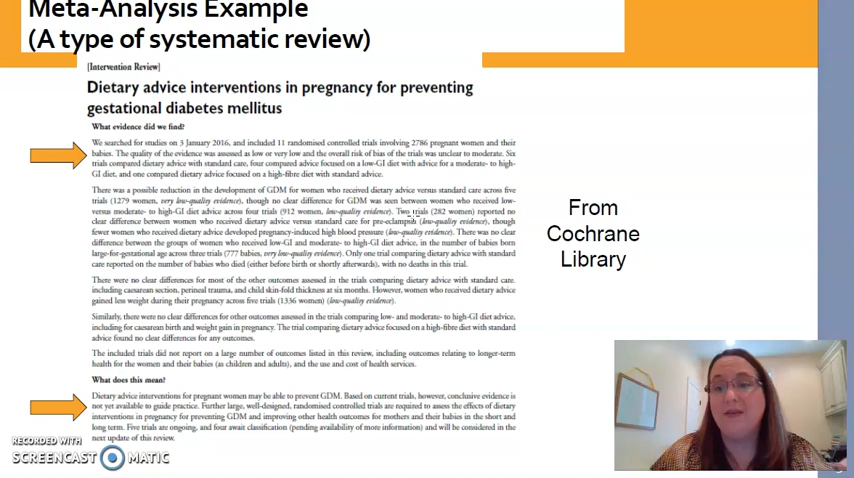 Meta-Analysis Example
(A type of systematic review)
[Intervention Review]
Dietary advice interventions in pregnancy for preventing
gestational diabetes mellitus
What evidence did we find?
We searched for studies on 3 January 2016, and included 11 randomised controlled trials involving 2786 pregnant women and their
babies. The quality of the evidence was assessed as low or very low and the overall risk of bias of the trials was unclear to moderate. Six
trials compared dietary advice with standard care, four compared advice focused on a low-GI diet with advice for a moderate- to high-
GI diet, and one compared dietary advice focused on a high-fibre diet with standard advice.
There was a possible reduction in the development of GDM for women who received dietary advice versus standard care across five
trials (1279 women, very low-quality evidence), though no clear difference for GDM was seen between women who received low-
versus moderate- to high-GI diet advice across four trials (912 women, low-quality evidence). Two trials (282 women) reported no
clear difference between women who received dietary advice versus standard care for pre-eclampsia (low-quality evidence), though
fewer women who received dietary advice developed pregnancy-induced high blood pressure (low-quality evidence). There was no clear
difference between the groups of women who received low-GI and moderate- to high-GI diet advice, in the number of babies born
large-for-gestational age across three trials (777 babies, very low-quality evidence). Only one trial comparing dietary advice with standard
care reported on the number of babies who died (either before birth or shortly afterwards), with no deaths in this trial.
There were no clear differences for most of the other outcomes assessed in the trials comparing dietary advice with standard care,
including caesarean section, perineal trauma, and child skin-fold thickness at six months. However, women who received dietary advice
gained less weight during their pregnancy across five trials (1336 women) (low-quality evidence).
Similarly, there were no clear differences for other outcomes assessed in the trials comparing low- and moderate- to high-GI diet advice,
including for caesarean birth and weight gain in pregnancy. The trial comparing dietary advice focused on a high-fibre diet with standard
advice found no clear differences for any outcomes.
The included trials did not report on a large number of outcomes listed in this review, including outcomes relating to longer-term
health for the women and their babies (as children and adults), and the use and cost of health services.
What does this mean?
Dietary advice interventions for pregnant women may be able to prevent GDM. Based on current trials, however, conclusive evidence is
not yet available to guide practice. Further large, well-designed, randomised controlled trials are required to assess the effects of dietary
interventions in pregnancy for preventing GDM and improving other health outcomes for mothers and their babies in the short and
long term. Five trials are ongoing, and four await classification (pending availability of more information) and will be considered in the
next update of this review.
From
Cochrane
Library
RECORDED WITH
SCREENCAST MATIC